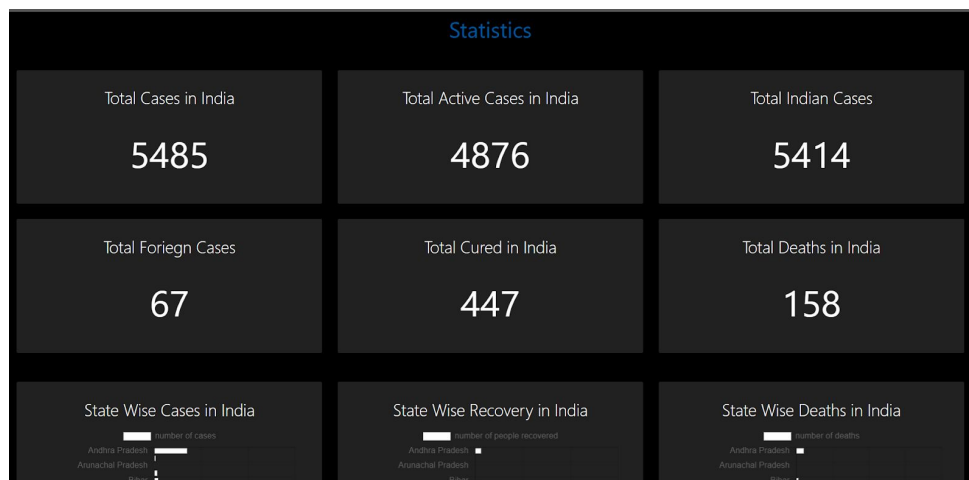 Statistics
Total Cases in India
5485
Total Active Cases in India
4876
Total Indian Cases
5414
Total Foriegn Cases
67
Total Cured in India
447
Total Deaths in India
158
State Wise Cases in India
number of cases
Andhra Pradesh
Arunachal Pradesh
Bihar
State Wise Recovery in India
number of people recovered
Andhra Pradesh
Arunachal Pradesh
Bihar
State Wise Deaths in India
number of deaths
Andhra Pradesh
Arunachal Pradesh
Bihar